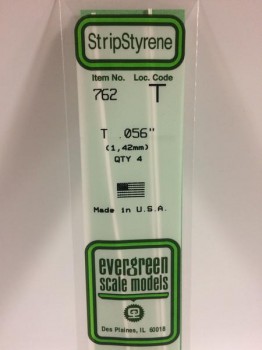 StripStyrene
Item No. Loc. Code
762 T
T .056"
(1,42mm)
QTY 4
Made in U.S.A.
evergreen
scale models
Des Plaines, IL 60018